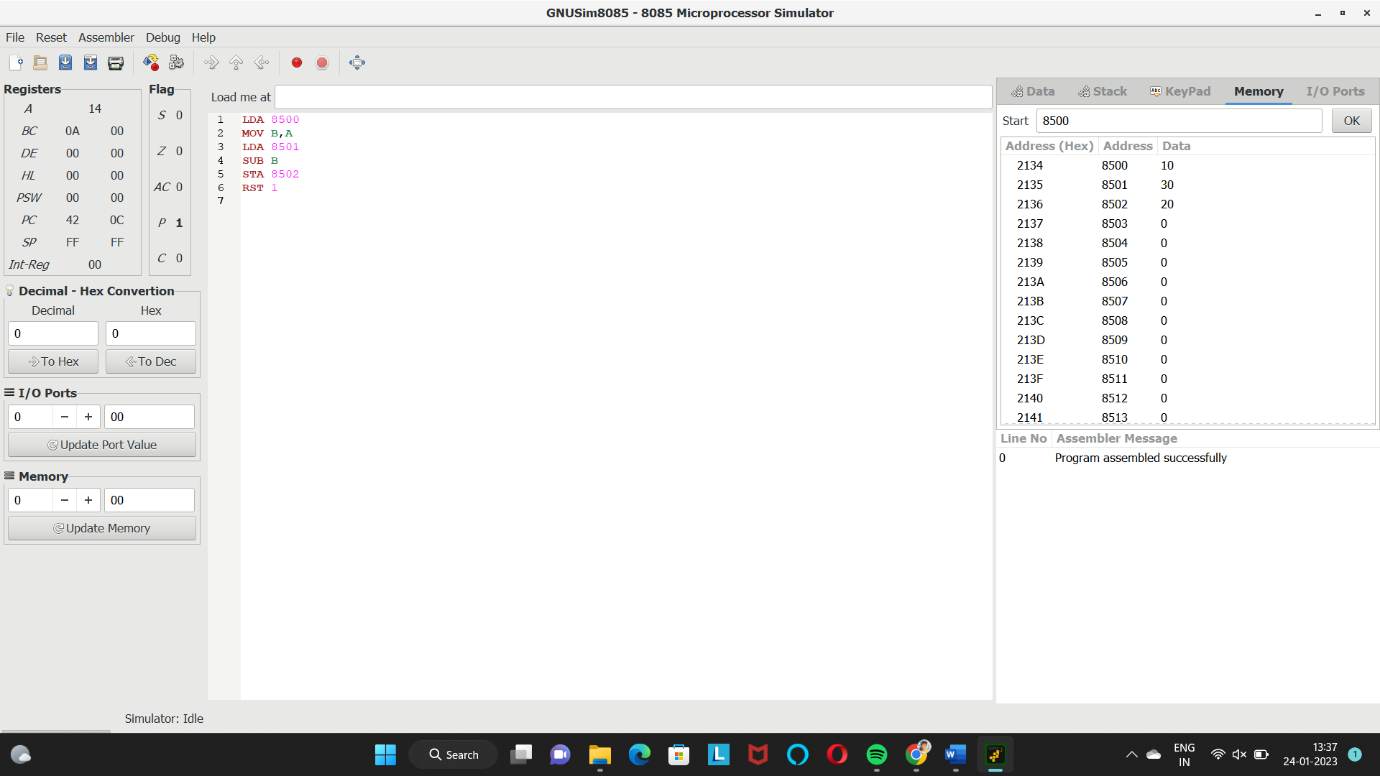 GNUSim8085 - 8085 Microprocessor Simulator
File Reset Assembler Debug Help
Registers
A 14
BC 0A 00
DE 00 00
HL 00 00
PSW 00 00
PC 42 0C
SP FF FF
Int-Reg 00
Flag
S 0
Z 0
AC 0
P 1
C 0
Decimal - Hex Convertion
Decimal Hex
0 0
To Hex To Dec
I/O Ports
0 − + 00
Update Port Value
Memory
0 − + 00
Update Memory
Load me at
1 LDA 8500
2 MOV B,A
3 LDA 8501
4 SUB B
5 STA 8502
6 RST 1
7
Data Stack Abc KeyPad Memory I/O Ports
Start 8500 OK
Address (Hex) Address Data
2134 8500 10
2135 8501 30
2136 8502 20
2137 8503 0
2138 8504 0
2139 8505 0
213A 8506 0
213B 8507 0
213C 8508 0
213D 8509 0
213E 8510 0
213F 8511 0
2140 8512 0
2141 8513 0
Line No Assembler Message
0 Program assembled successfully
Simulator: Idle
Search
L
W
ENG
IN
13:37
24-01-2023
1